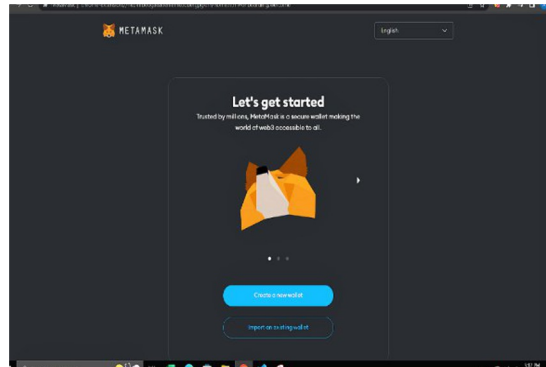 METAMASK
English
Let's get started
Trusted by millions, MetaMask is a secure wallet making the
world of web3 accessible to all.
Create a new wallet
Import an existing wallet